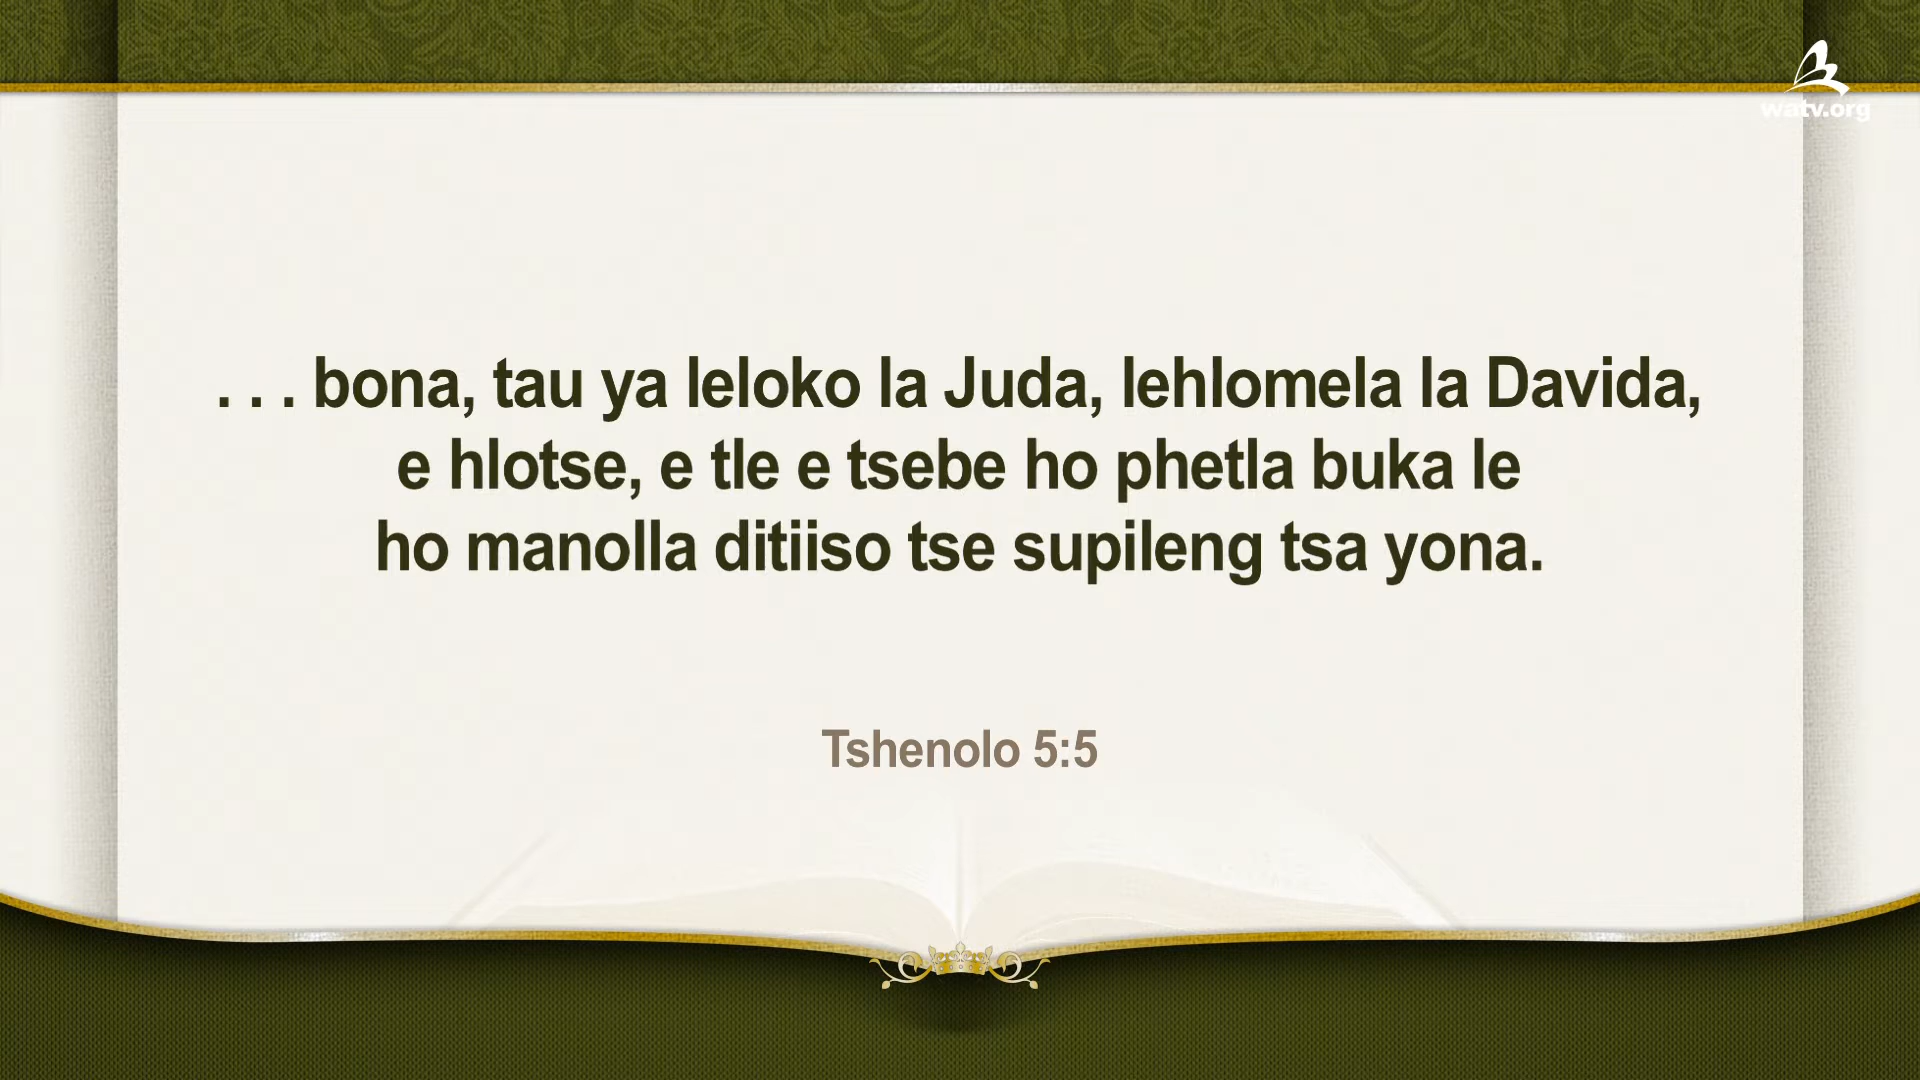 watv.org
. . . bona, tau ya leloko la Juda, lehlomela la Davida,
e hlotse, e tle e tsebe ho phetla buka le
ho manolla ditiiso tse supileng tsa yona.
Tshenolo 5:5